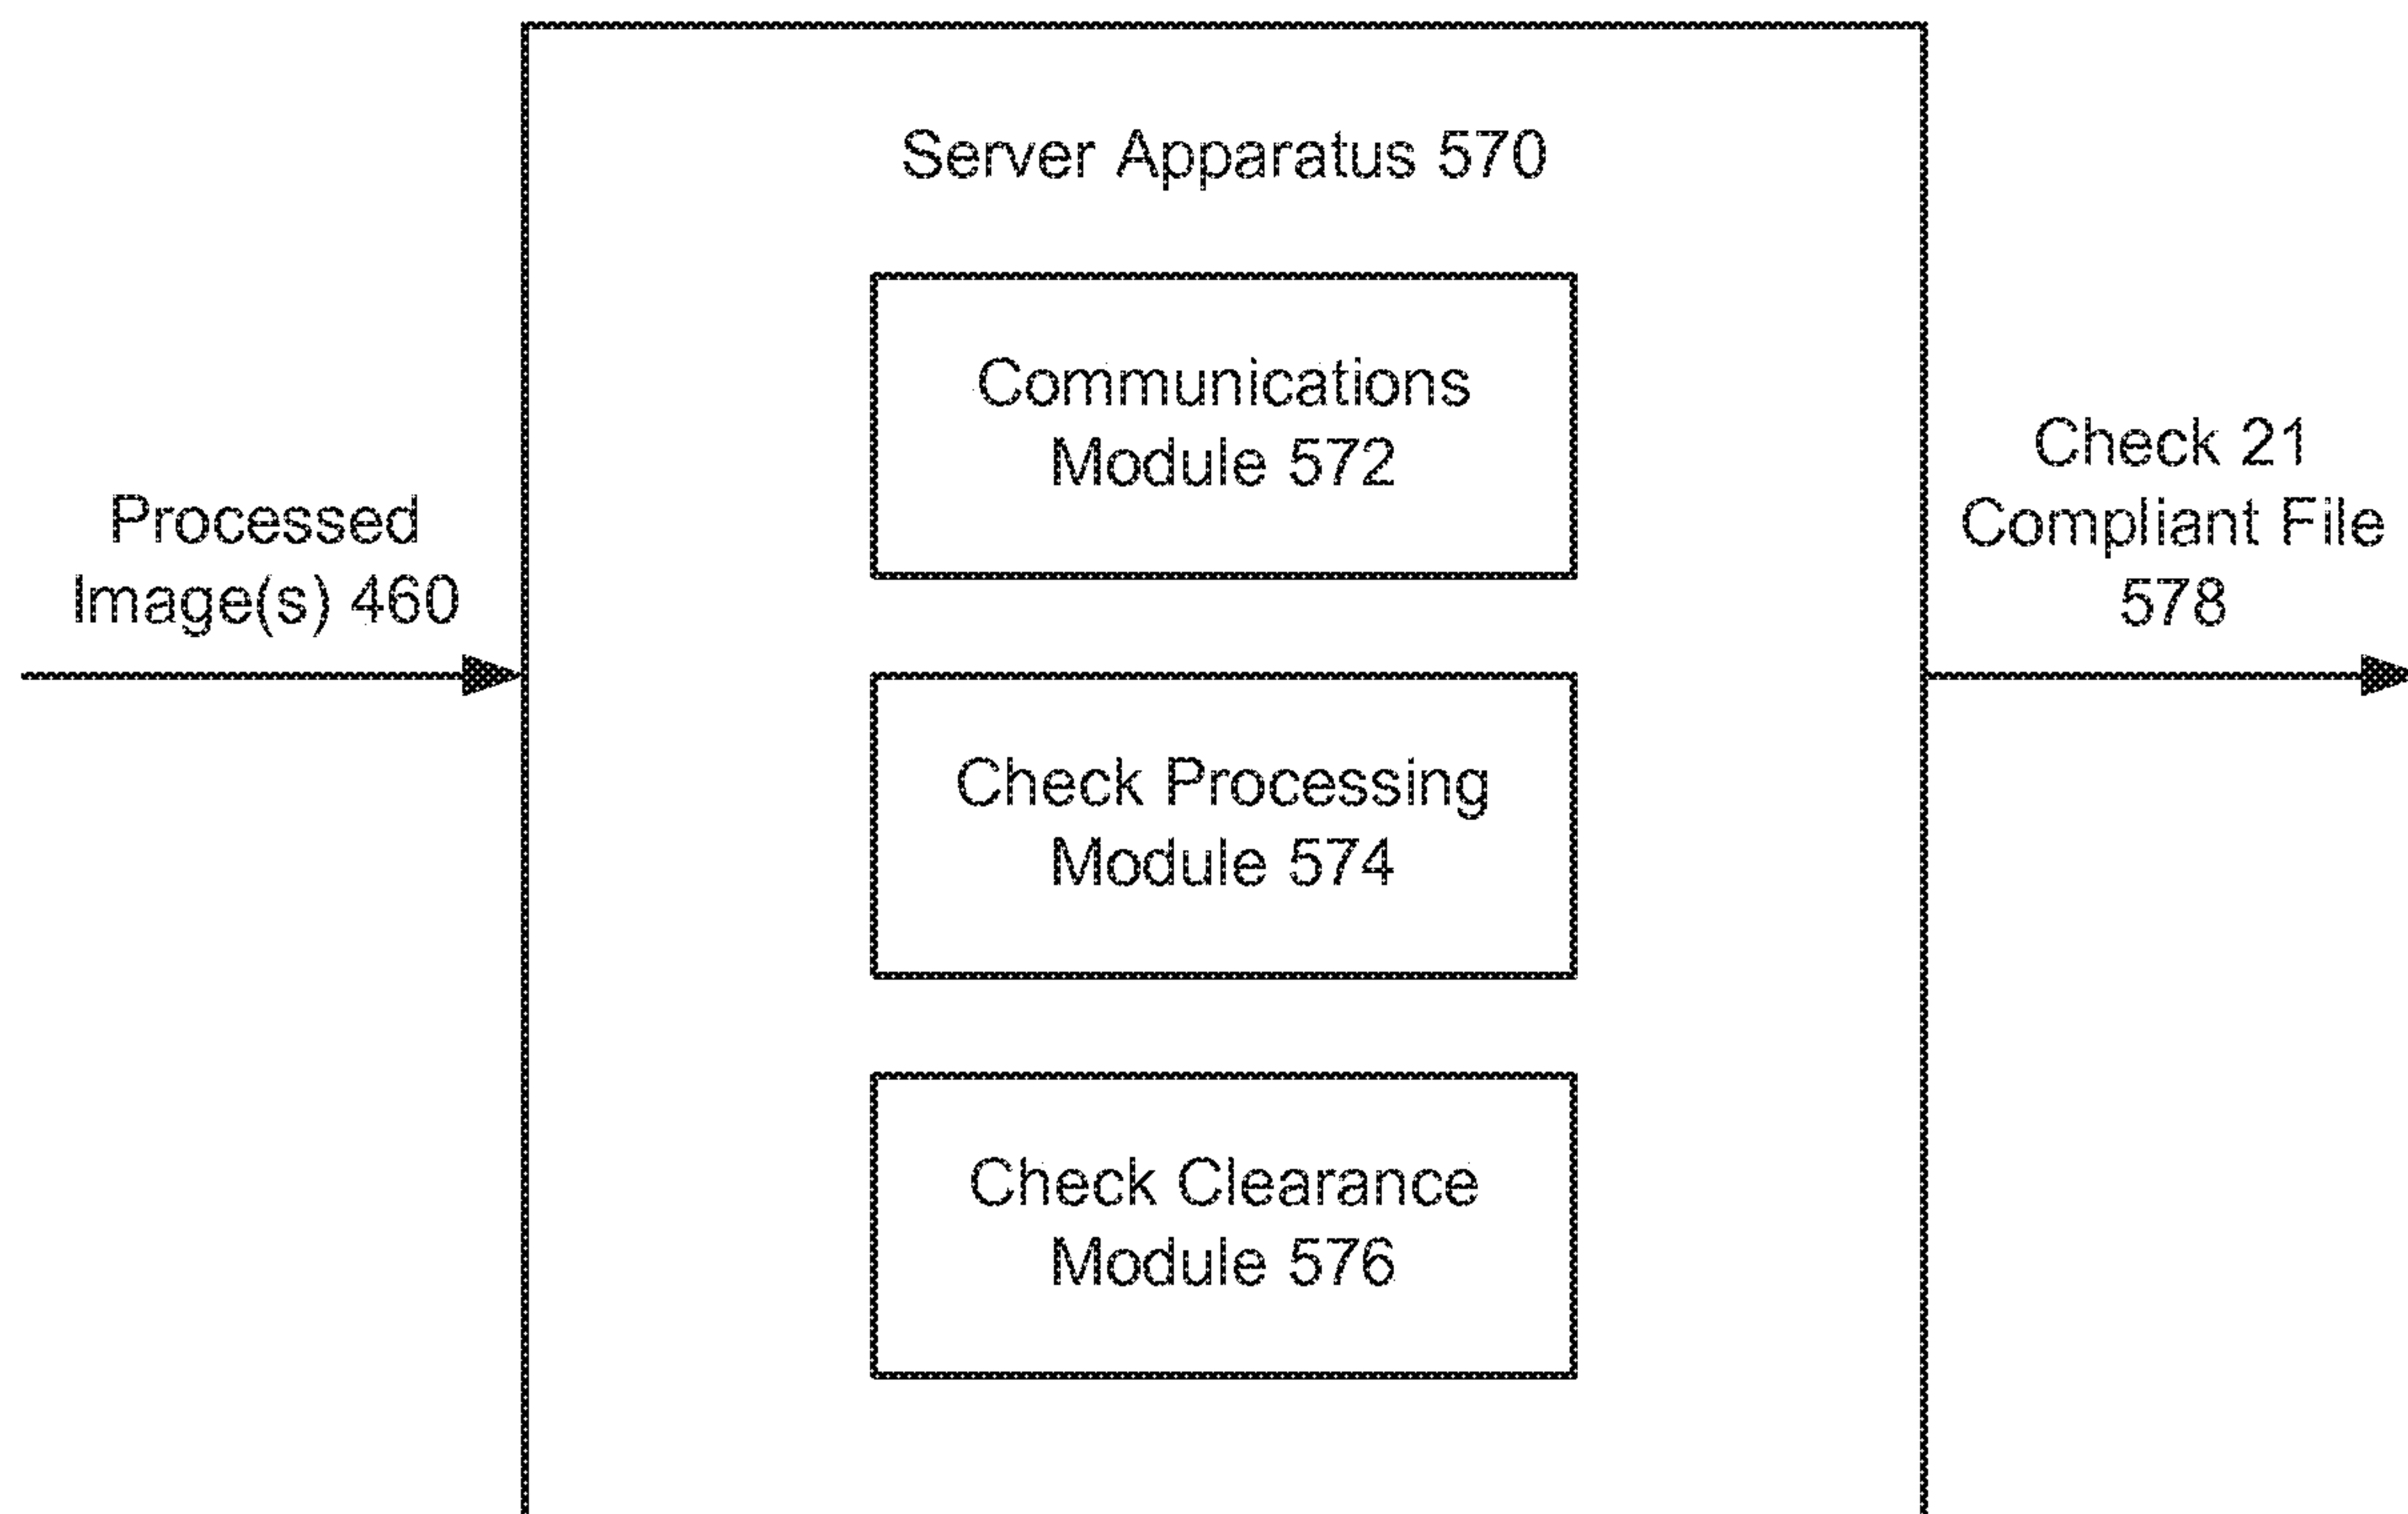 Server Apparatus 570
Communications
Module 572
Processed
Image(s) 460
Check 21
Compliant File
578
Check Processing
Module 574
Check Clearance
Module 576